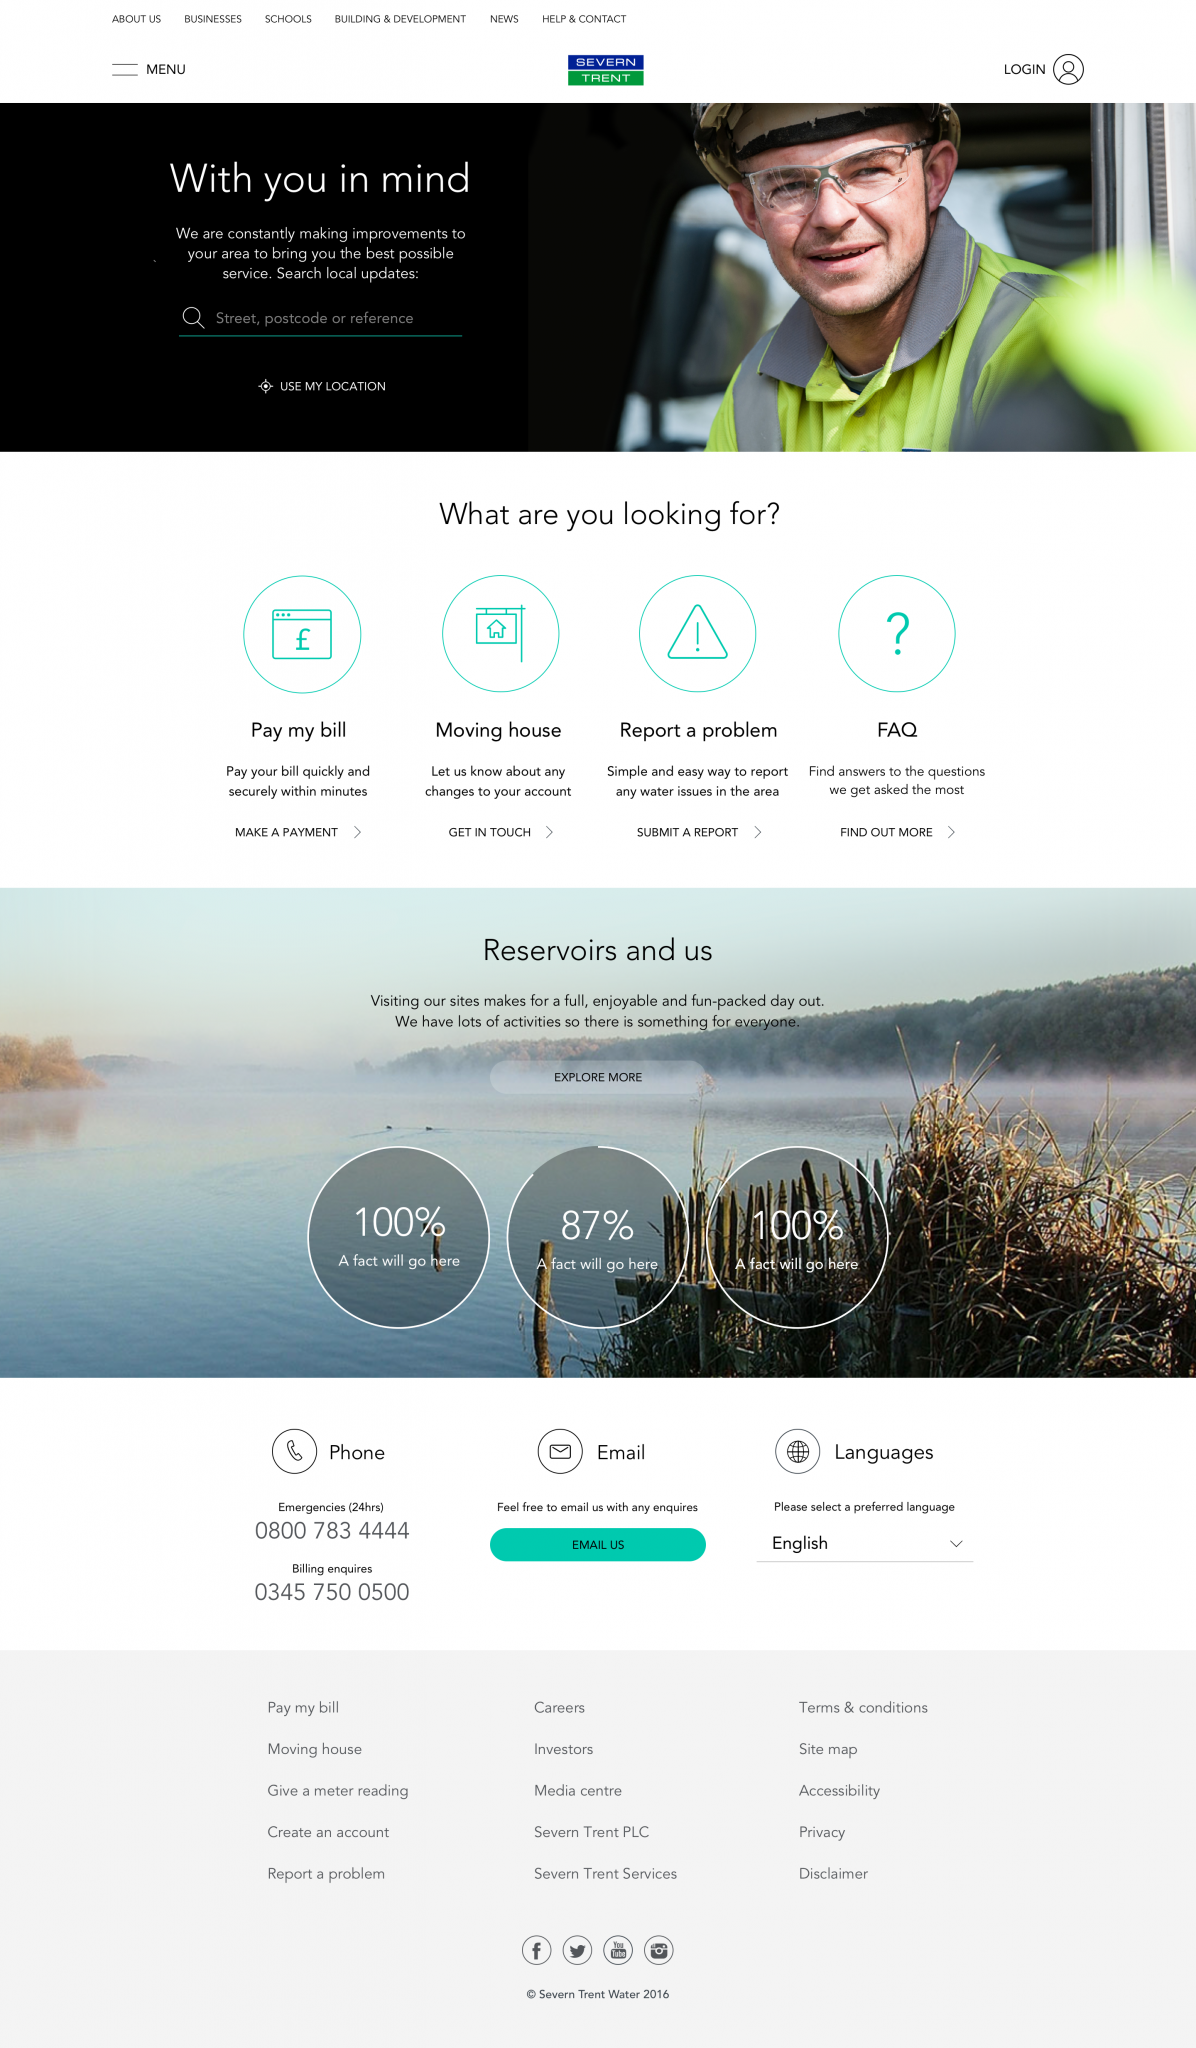 ABOUT US BUSINESSES SCHOOLS BUILDING & DEVELOPMENT NEWS HELP & CONTACT
MENU
SEVERN
TRENT
LOGIN
With you in mind
We are constantly making improvements to
your area to bring you the best possible
service. Search local updates:
Street, postcode or reference
USE MY LOCATION
What are you looking for?
£
?
Pay my bill
Pay your bill quickly and
securely within minutes
MAKE A PAYMENT
Moving house
Let us know about any
changes to your account
GET IN TOUCH
Report a problem
Simple and easy way to report
any water issues in the area
SUBMIT A REPORT
FAQ
Find answers to the questions
we get asked the most
FIND OUT MORE
Reservoirs and us
Visiting our sites makes for a full, enjoyable and fun-packed day out.
We have lots of activities so there is something for everyone.
EXPLORE MORE
100%
A fact will go here
87%
A fact will go here
100%
A fact will go here
Phone
Emergencies (24hrs)
0800 783 4444
Billing enquires
0345 750 0500
Email
Feel free to email us with any enquires
EMAIL US
Languages
Please select a preferred language
English
Pay my bill
Moving house
Give a meter reading
Create an account
Report a problem
Careers
Investors
Media centre
Severn Trent PLC
Severn Trent Services
Terms & conditions
Site map
Accessibility
Privacy
Disclaimer
You
Tube
© Severn Trent Water 2016